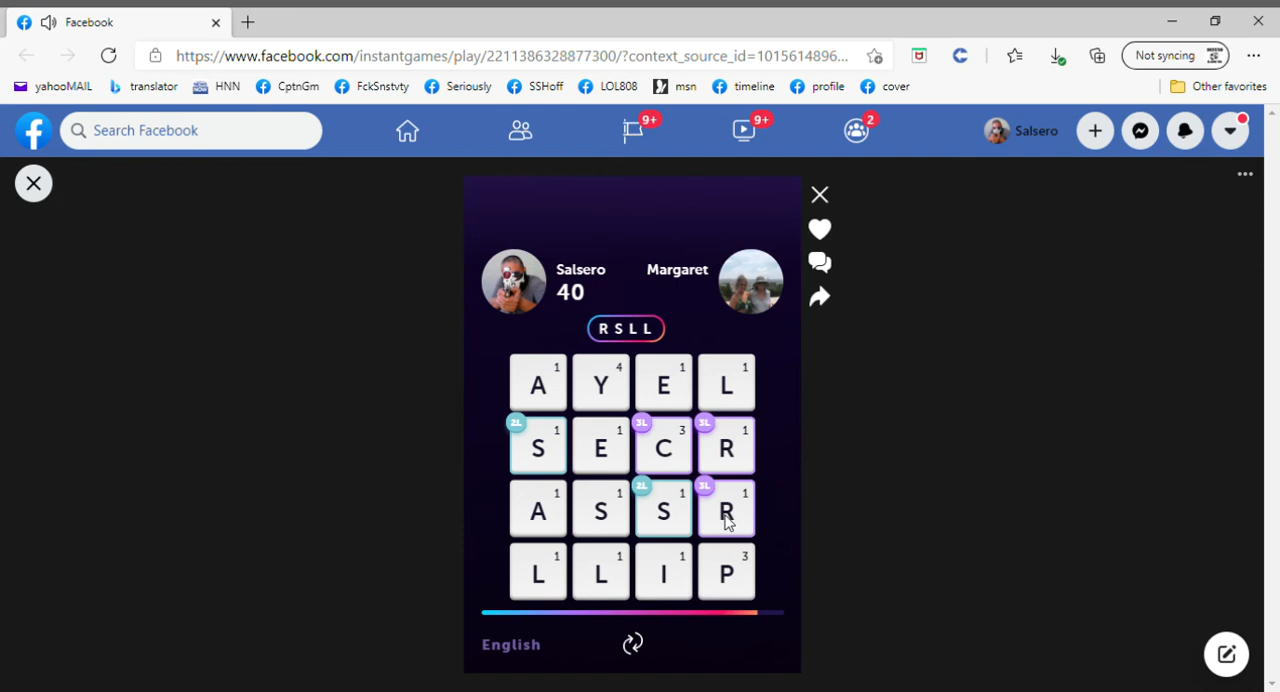 Facebook
https://www.facebook.com/instantgames/play/2211386328877300/?context_source_id=1015614896...
Not syncing
yahooMAIL translator HNN CptnGm FckSnstvty Seriously SSHoff LOL808 msn timeline profile cover Other favorites
Search Facebook 9+ 9+ 2 Salsero
Salsero Margaret
40
R S L L
A 1 Y 4 E 1 L 1
2L S 1 E 1 3L C 3 3L R 1
A 1 S 1 2L S 1 3L R 1
L 1 L 1 I 1 P 3
English